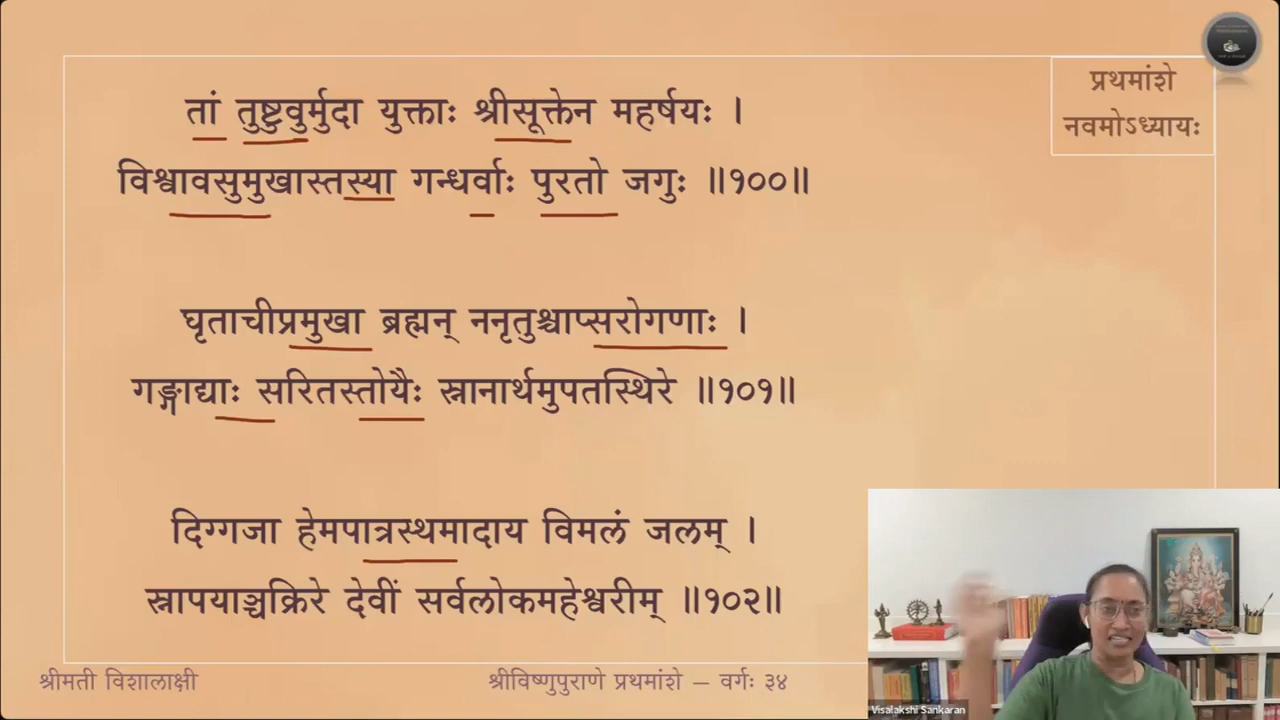 प्रथमांशे
नवमोऽध्यायः
तां तुष्टुवुर्मुदा युक्ताः श्रीसूक्तेन महर्षयः ।
विश्वावसुमुखास्तस्या गन्धर्वाः पुरतो जगुः ॥१००॥
घृताचीप्रमुखा ब्रह्मन् ननृतुश्चाप्सरोगणाः ।
गङ्गाद्याः सरितस्तोयैः स्नानार्थमुपतस्थिरे ॥१०१॥
दिग्गजा हेमपात्रस्थमादाय विमलं जलम् ।
स्नापयाञ्चक्रिरे देवीं सर्वलोकमहेश्वरीम् ॥१०२॥
श्रीमती विशालाक्षी
श्रीविष्णुपुराणे प्रथमांशे – वर्गः ३४
Visalakshi Sankaran